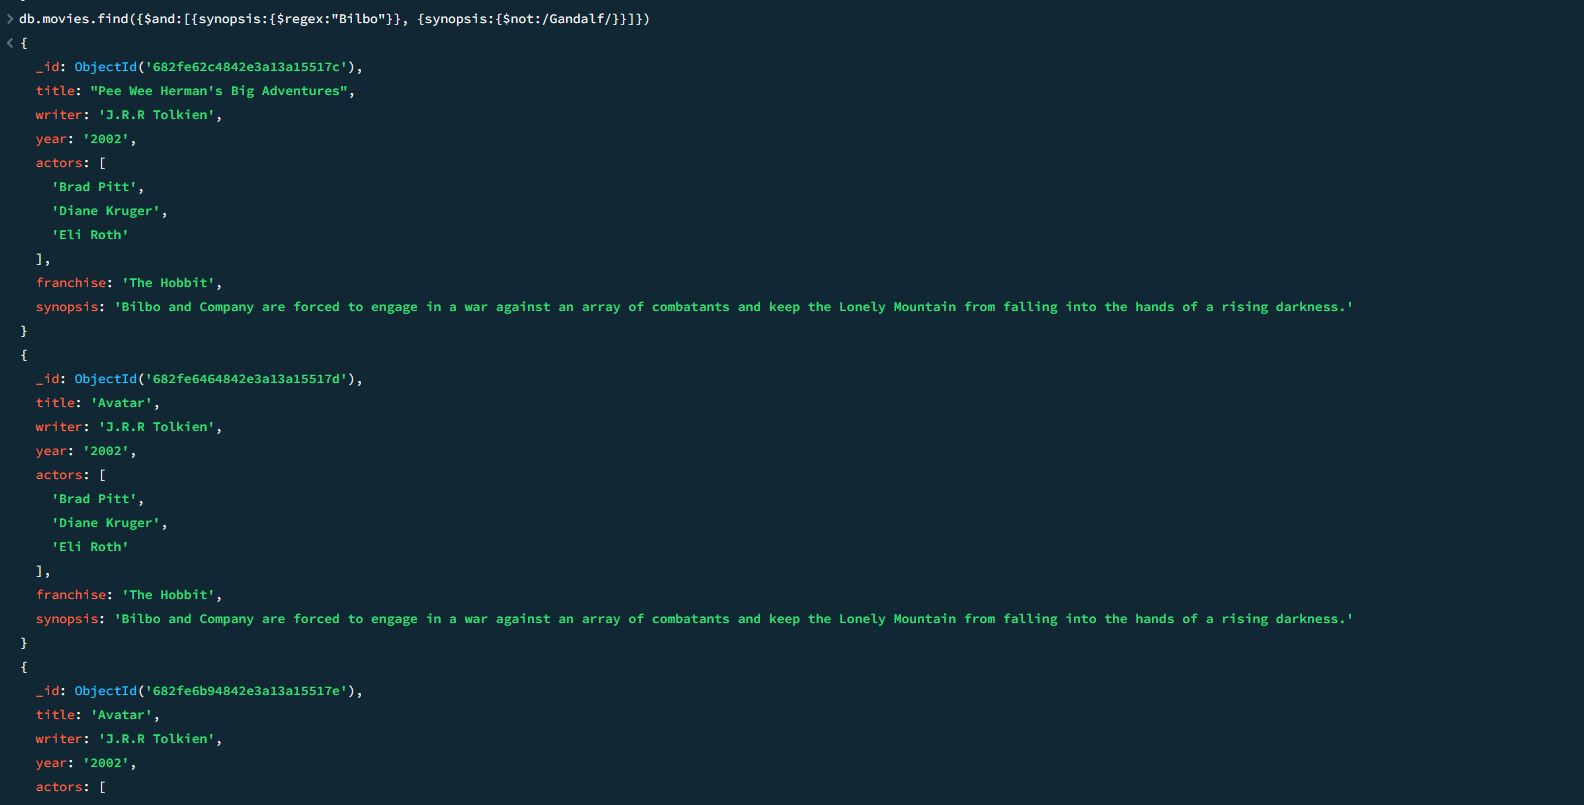 > db.movies.find({$and:[{synopsis:{$regex:"Bilbo"}}, {synopsis:{$not:/Gandalf/}}]})
< {
_id: ObjectId('682fe62c4842e3a13a15517c'),
title: "Pee Wee Herman's Big Adventures",
writer: 'J.R.R Tolkien',
year: '2002',
actors: [
'Brad Pitt',
'Diane Kruger',
'Eli Roth'
],
franchise: 'The Hobbit',
synopsis: 'Bilbo and Company are forced to engage in a war against an array of combatants and keep the Lonely Mountain from falling into the hands of a rising darkness.'
}
{
_id: ObjectId('682fe6464842e3a13a15517d'),
title: 'Avatar',
writer: 'J.R.R Tolkien',
year: '2002',
actors: [
'Brad Pitt',
'Diane Kruger',
'Eli Roth'
],
franchise: 'The Hobbit',
synopsis: 'Bilbo and Company are forced to engage in a war against an array of combatants and keep the Lonely Mountain from falling into the hands of a rising darkness.'
}
{
_id: ObjectId('682fe6b94842e3a13a15517e'),
title: 'Avatar',
writer: 'J.R.R Tolkien',
year: '2002',
actors: [